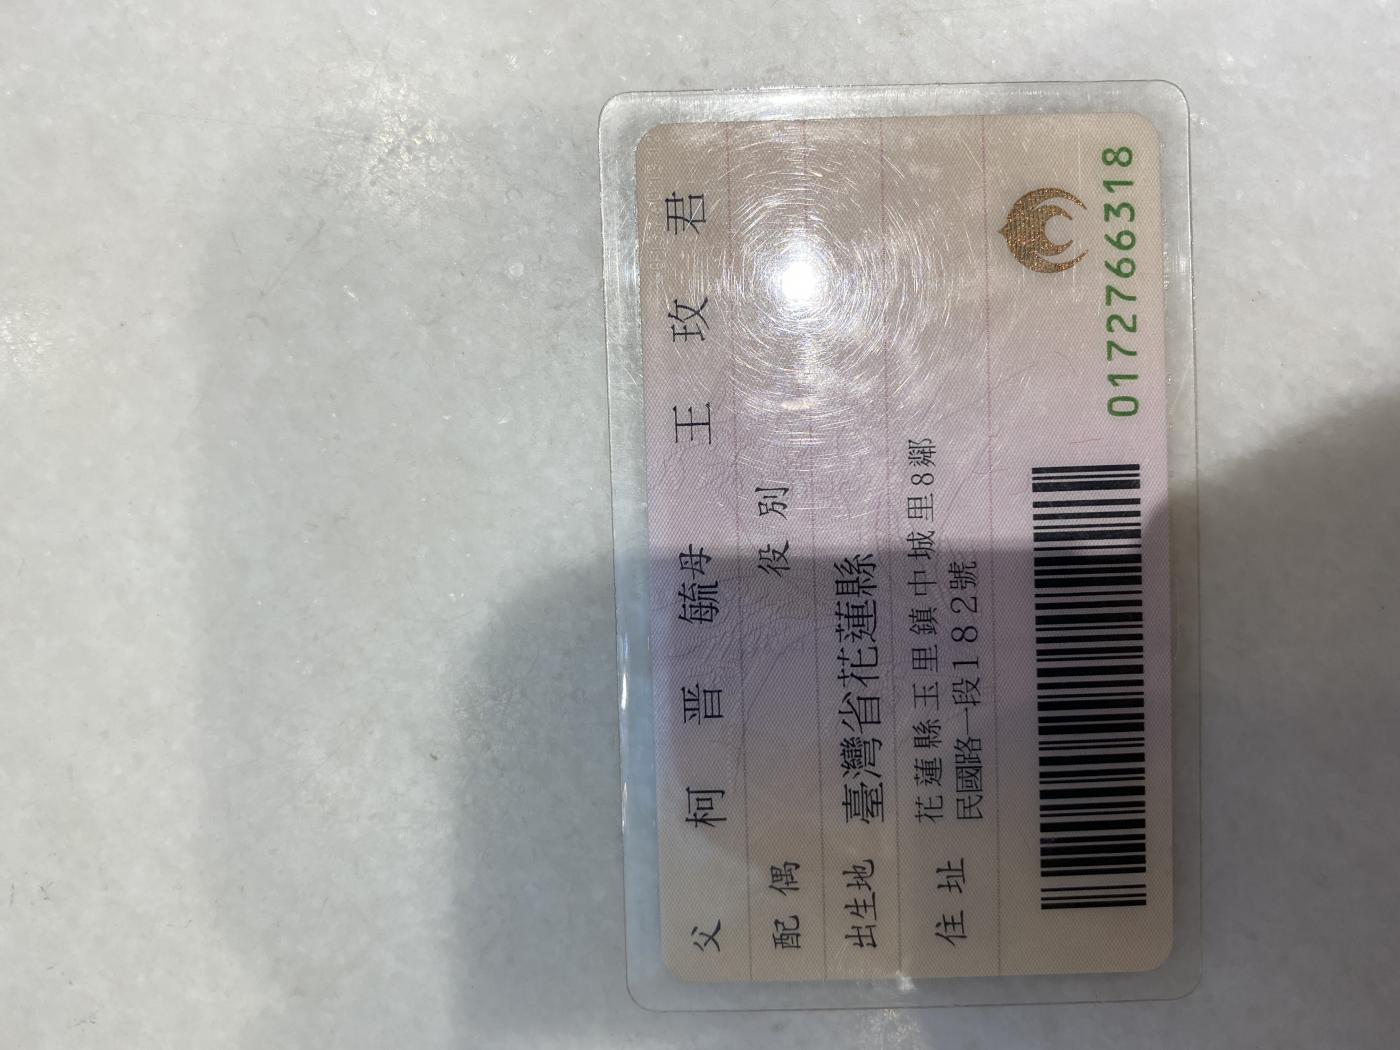 父 柯晋毓 母 王玫君
配偶 役別
出生地 臺灣省花蓮縣
住址 花蓮縣玉里鎮中城里8鄰
民國路一段182號
0172766318